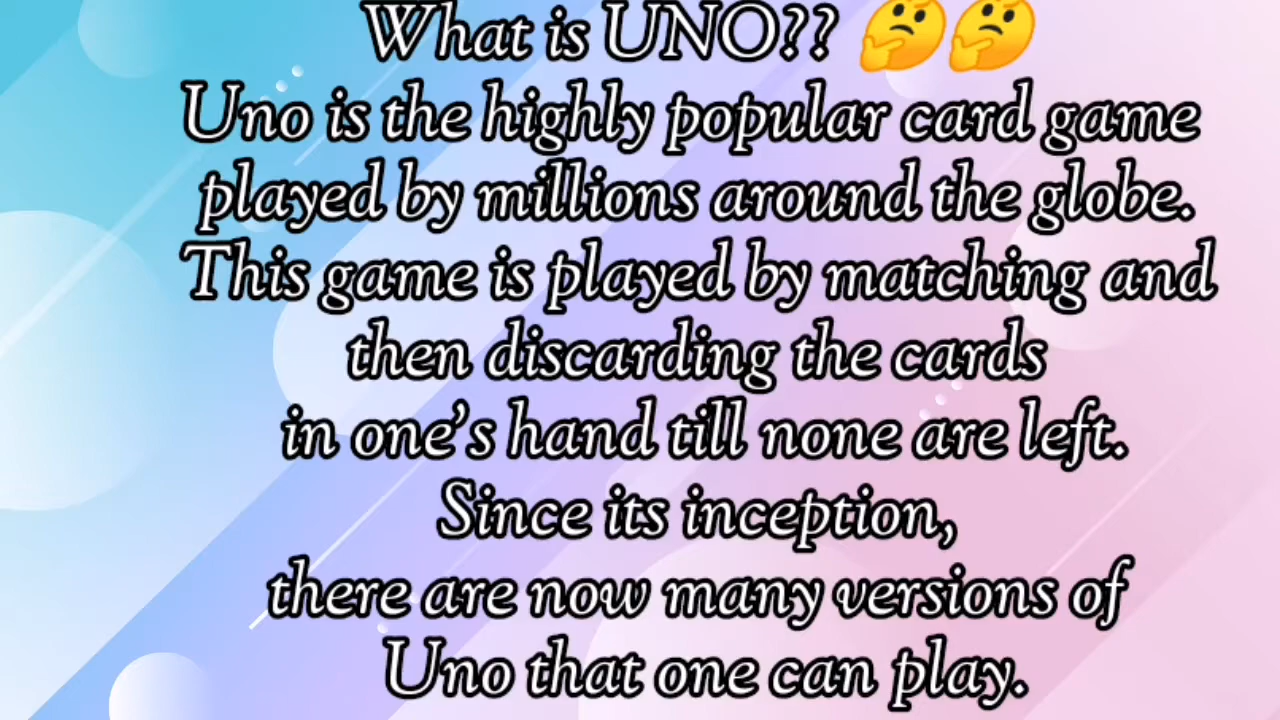 What is UNO?? 🤔🤔
Uno is the highly popular card game
played by millions around the globe.
This game is played by matching and
then discarding the cards
in one’s hand till none are left.
Since its inception,
there are now many versions of
Uno that one can play.